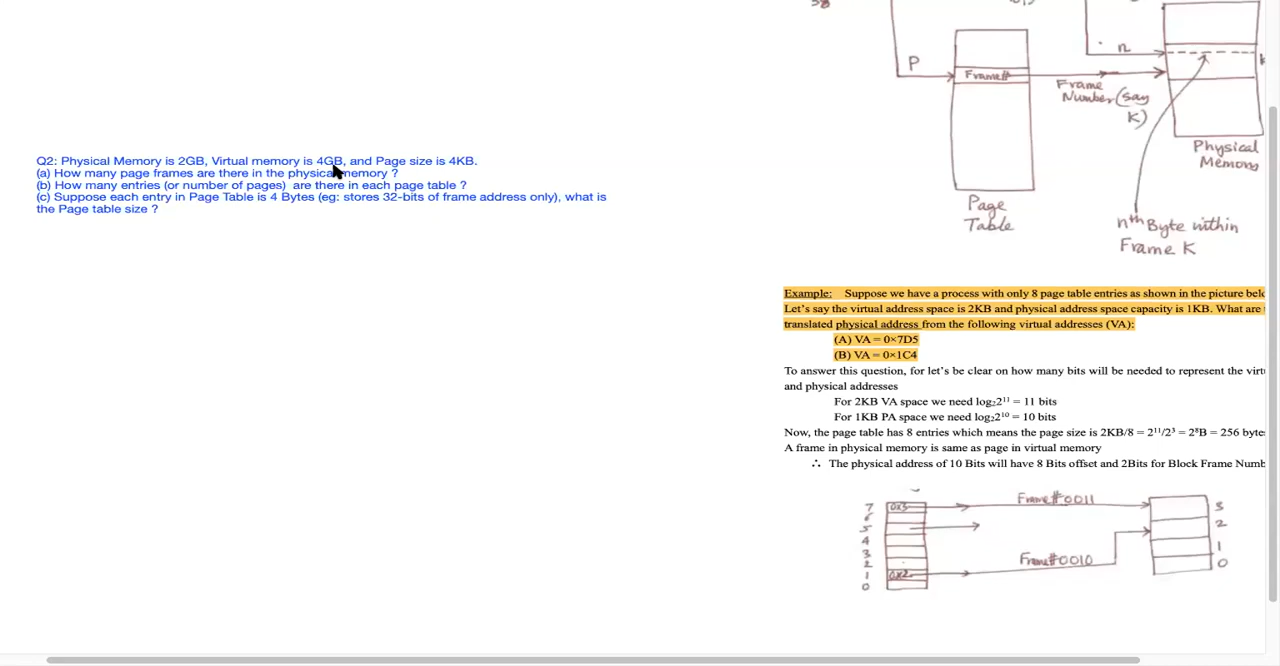 Q2: Physical Memory is 2GB, Virtual memory is 4GB, and Page size is 4KB.
(a) How many page frames are there in the physical memory ?
(b) How many entries (or number of pages)  are there in each page table ?
(c) Suppose each entry in Page Table is 4 Bytes (eg: stores 32-bits of frame address only), what is
the Page table size ?
P
Frame#
n
Frame
Number (say
K)
Physical
Memory
Page
Table
nth Byte within
Frame K
Example: Suppose we have a process with only 8 page table entries as shown in the picture
Let's say the virtual address space is 2KB and physical address space capacity is 1KB. What are
translated physical address from the following virtual addresses (VA):
(A) VA = 0×7D5
(B) VA = 0×1C4
To answer this question, for let's be clear on how many bits will be needed to represent the
and physical addresses
For 2KB VA space we need log₂2¹¹ = 11 bits
For 1KB PA space we need log₂2¹⁰ = 10 bits
Now, the page table has 8 entries which means the page size is 2KB/8 = 2¹¹/2³ = 2⁸B = 256
A frame in physical memory is same as page in virtual memory
∴ The physical address of 10 Bits will have 8 Bits offset and 2Bits for Block Frame
7
6
5
4
3
2
1
0
0x3
0x2
Frame#0011
Frame#0010
3
2
1
0